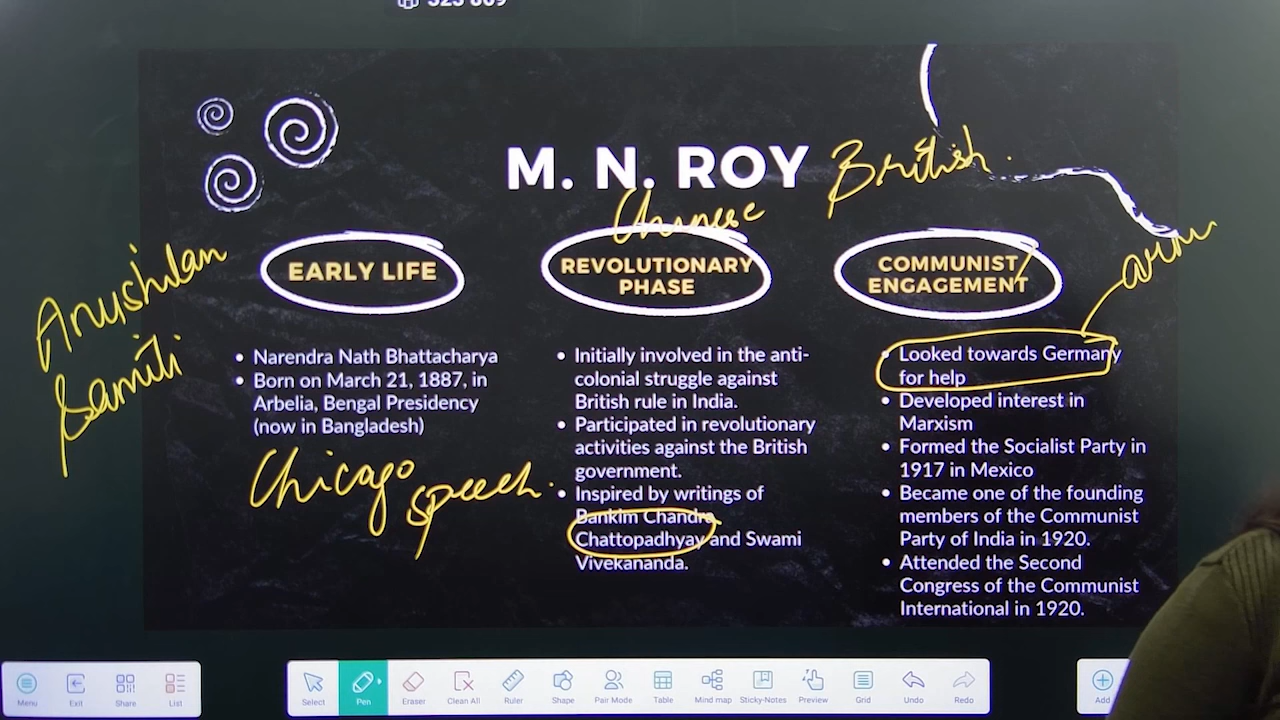 M. N. ROY
British.
Chinese
Anushilan
Samiti
EARLY LIFE
Narendra Nath Bhattacharya
Born on March 21, 1887, in
Arbelia, Bengal Presidency
(now in Bangladesh)
Chicago
speech.
REVOLUTIONARY
PHASE
Initially involved in the anti-
colonial struggle against
British rule in India.
Participated in revolutionary
activities against the British
government.
Inspired by writings of
Bankim Chandra
Chattopadhyay and Swami
Vivekananda.
COMMUNIST
ENGAGEMENT
Looked towards Germany
for help
Developed interest in
Marxism
Formed the Socialist Party in
1917 in Mexico
Became one of the founding
members of the Communist
Party of India in 1920.
Attended the Second
Congress of the Communist
International in 1920.
Menu
Exit
Share
List
Select
Pen
Eraser
Clean All
Ruler
Shape
Pair Mode
Table
Mind map
Sticky-Notes
Preview
Grid
Undo
Redo
Add